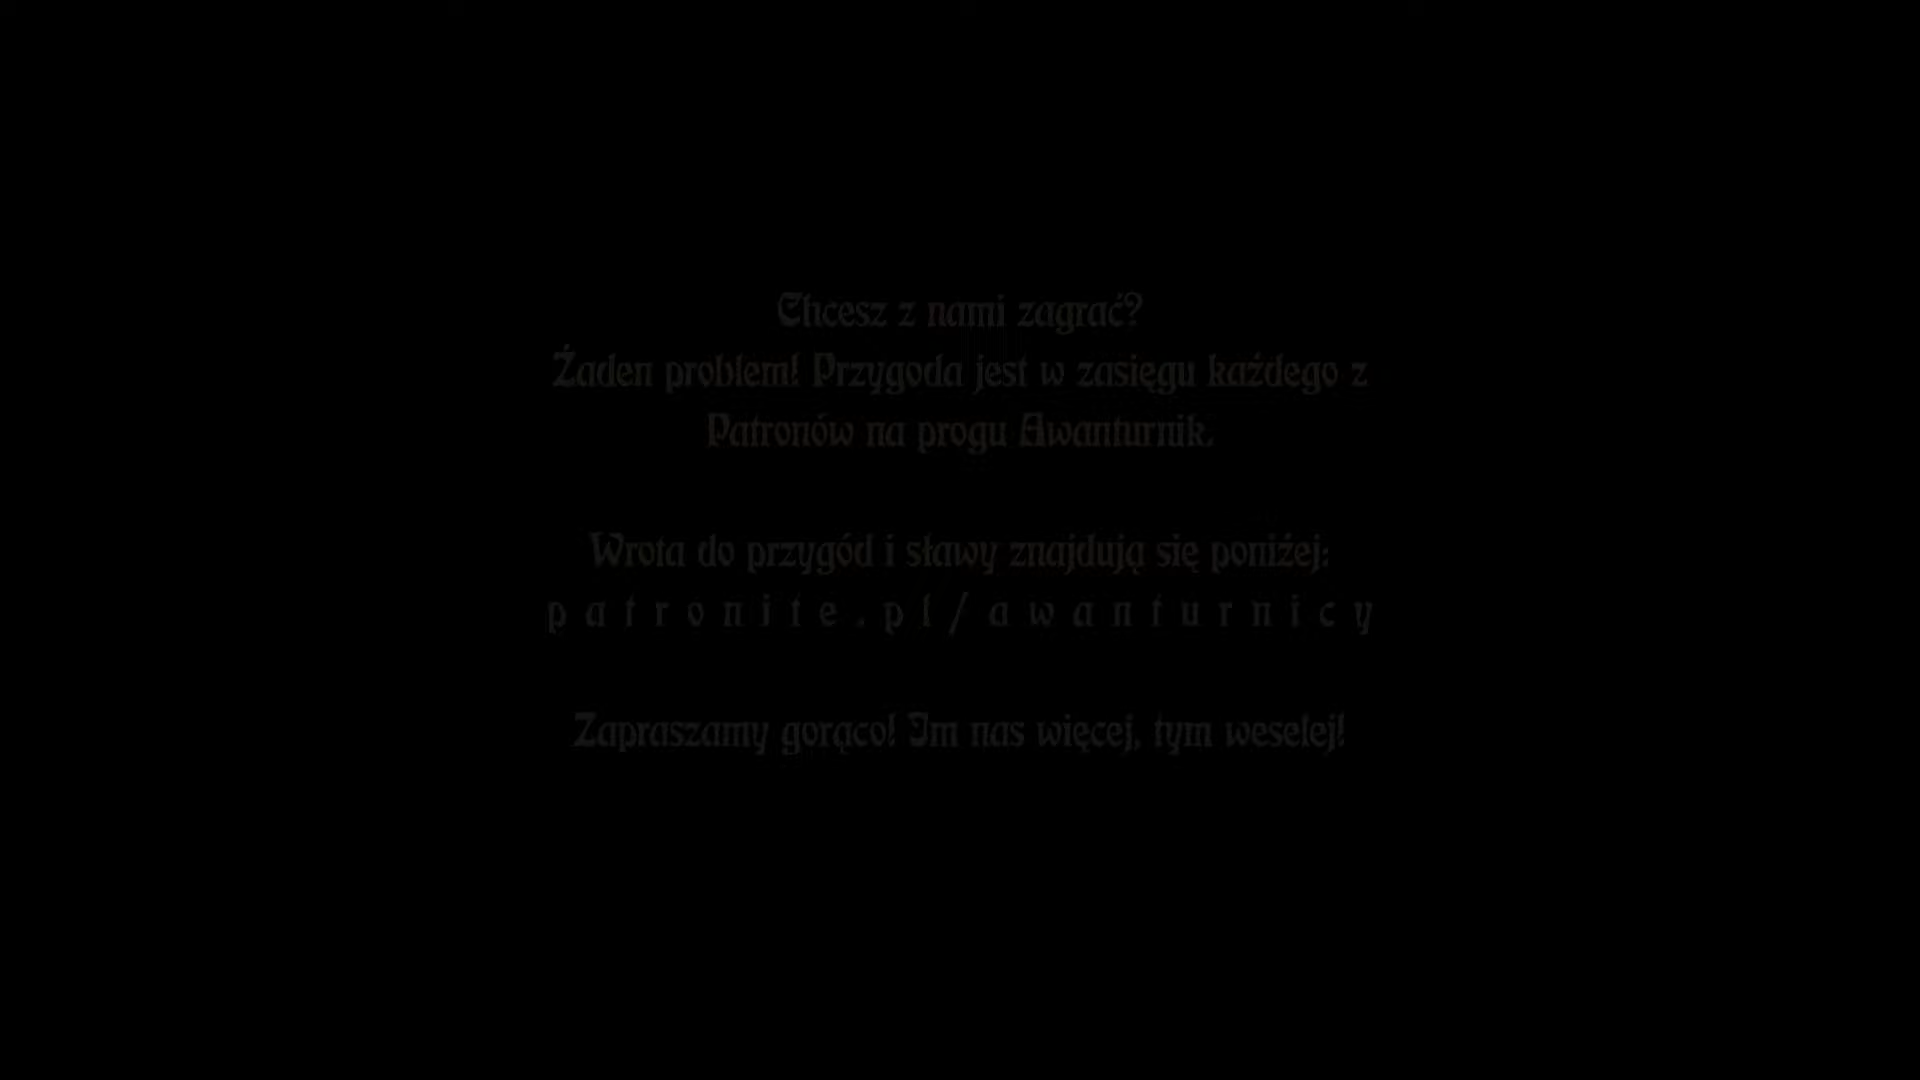 Chcesz z nami zagrać?
Żaden problem! Przygoda jest w zasięgu każdego z
Patronów na progu Awanturnik.
Wrota do przygód i sławy znajdują się poniżej:
patronite.pl/awanturnicy
Zapraszamy gorąco! Im nas więcej, tym weselej!